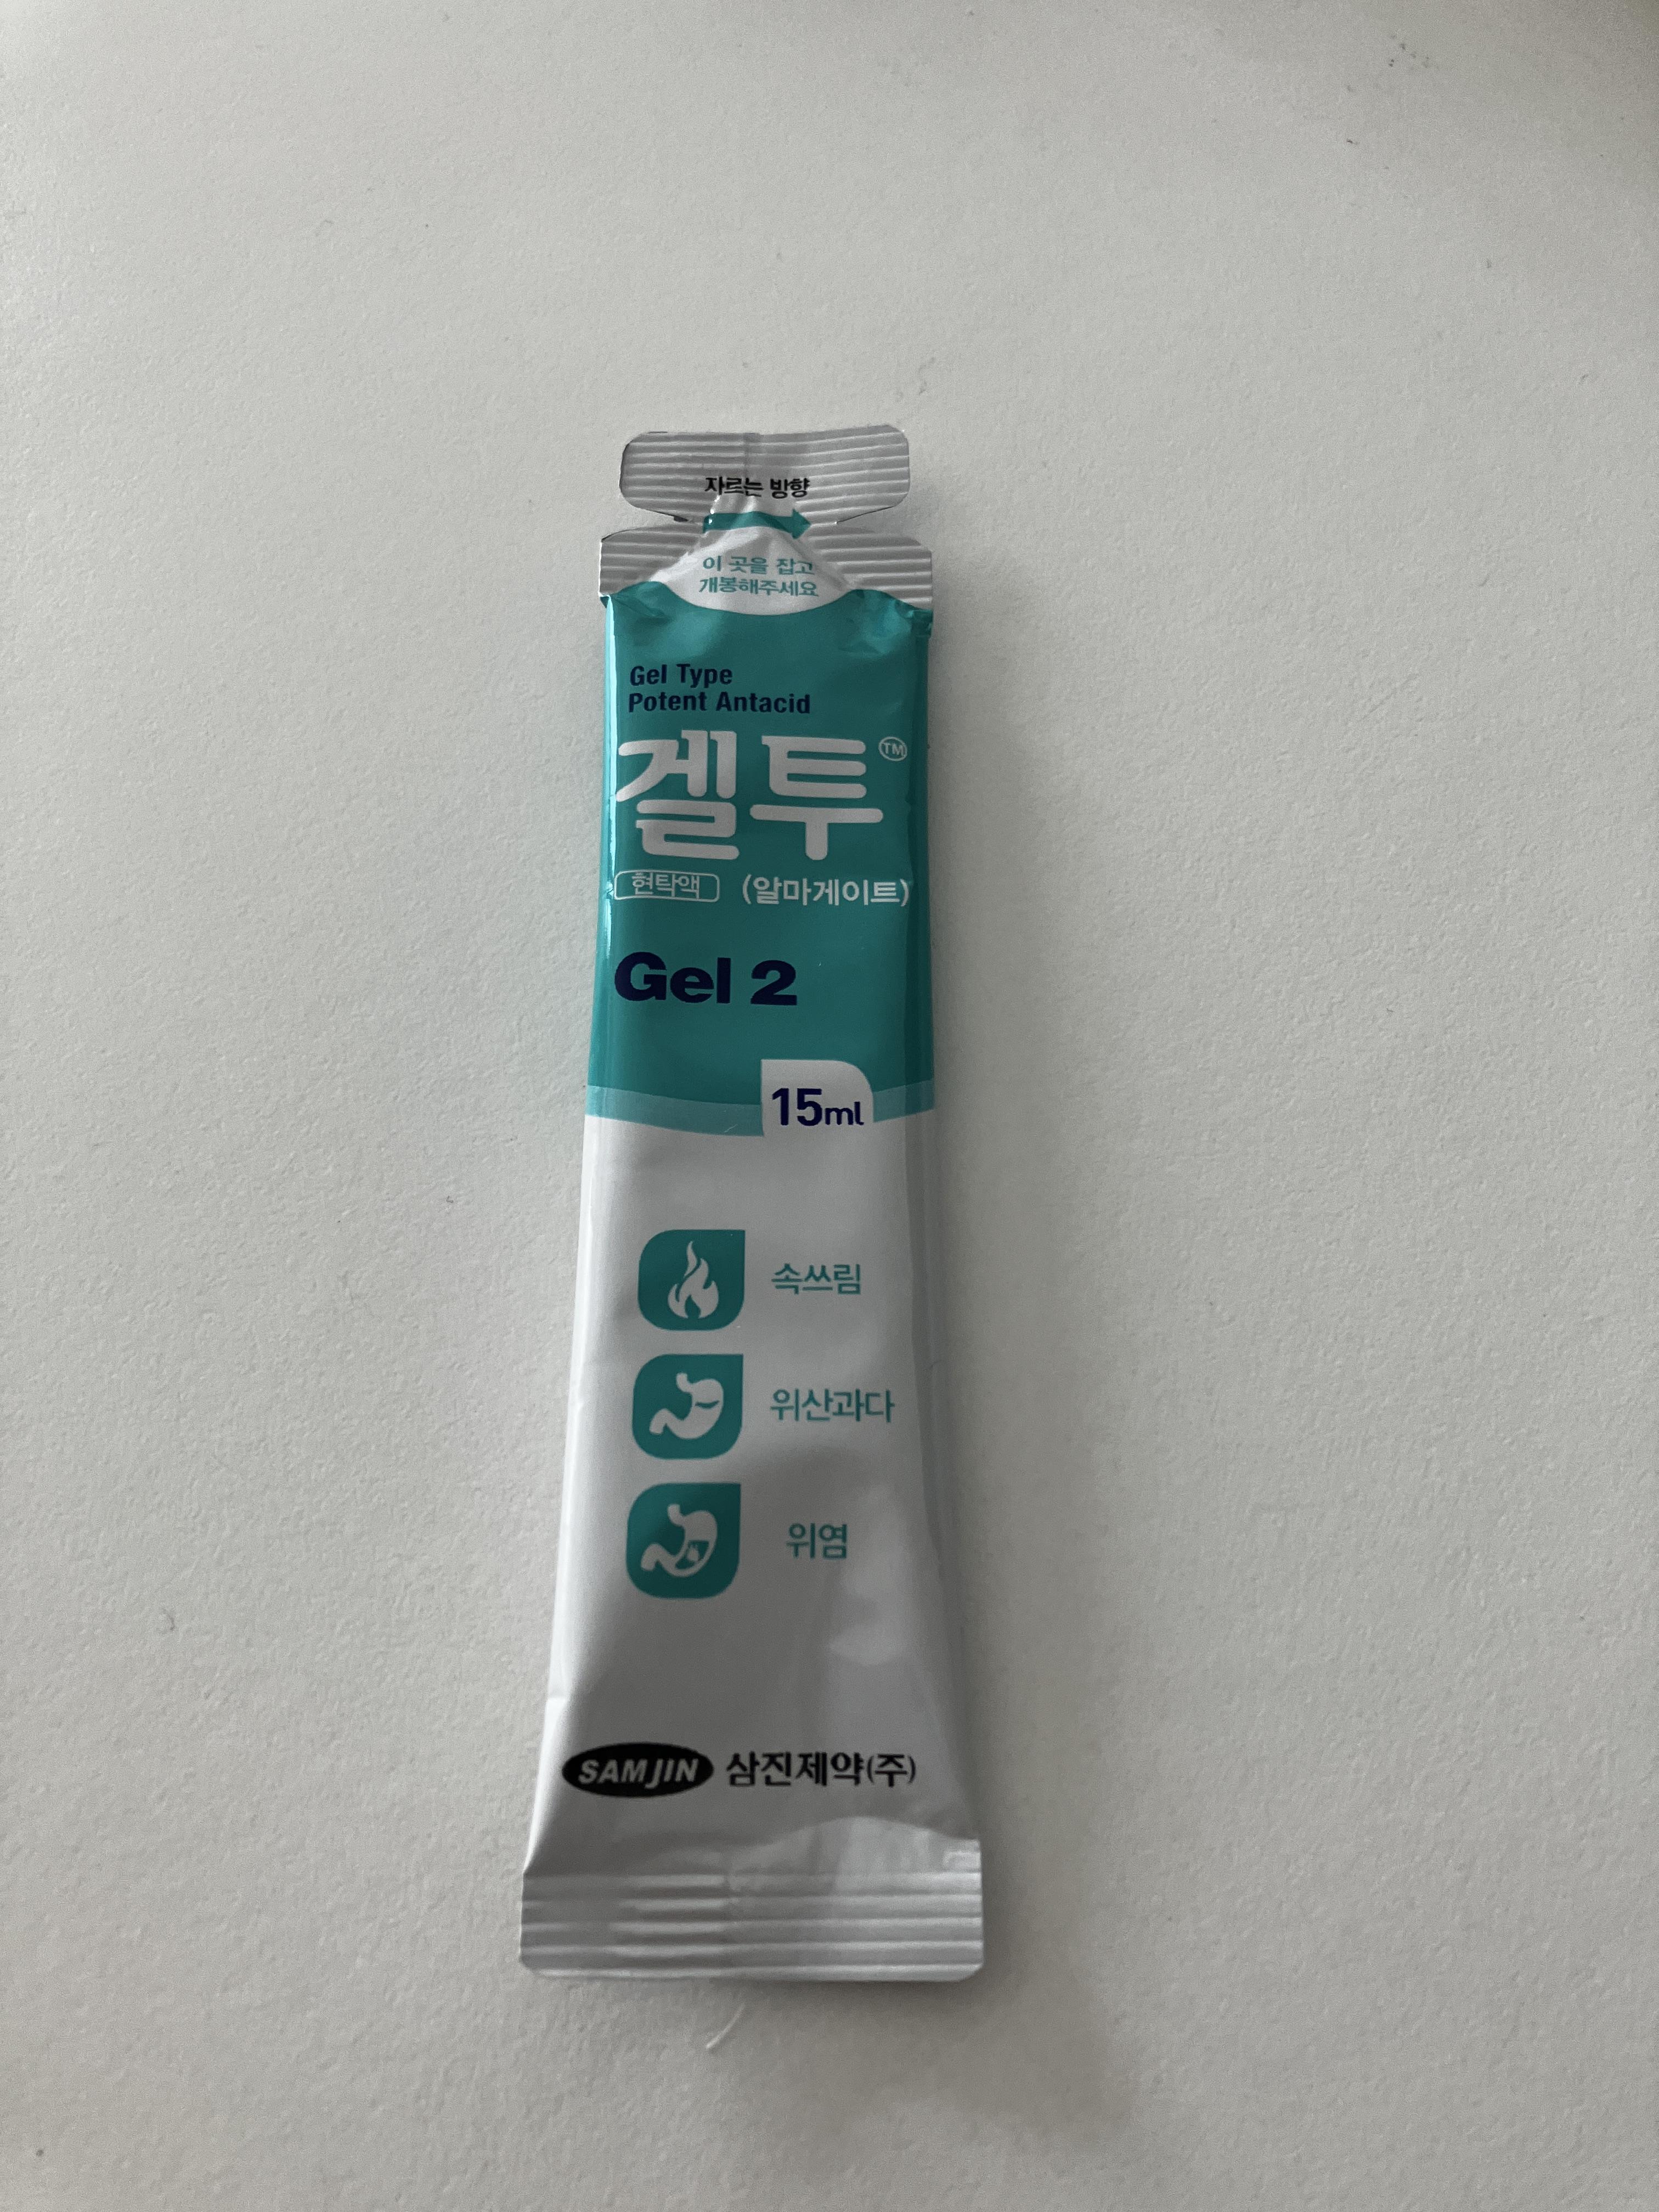 자르는 방향
이 곳을 잡고
개봉해주세요
Gel Type
Potent Antacid
겔투™
현탁액 (알마게이트)
Gel 2
15ml
속쓰림
위산과다
위염
SAMJIN 삼진제약(주)